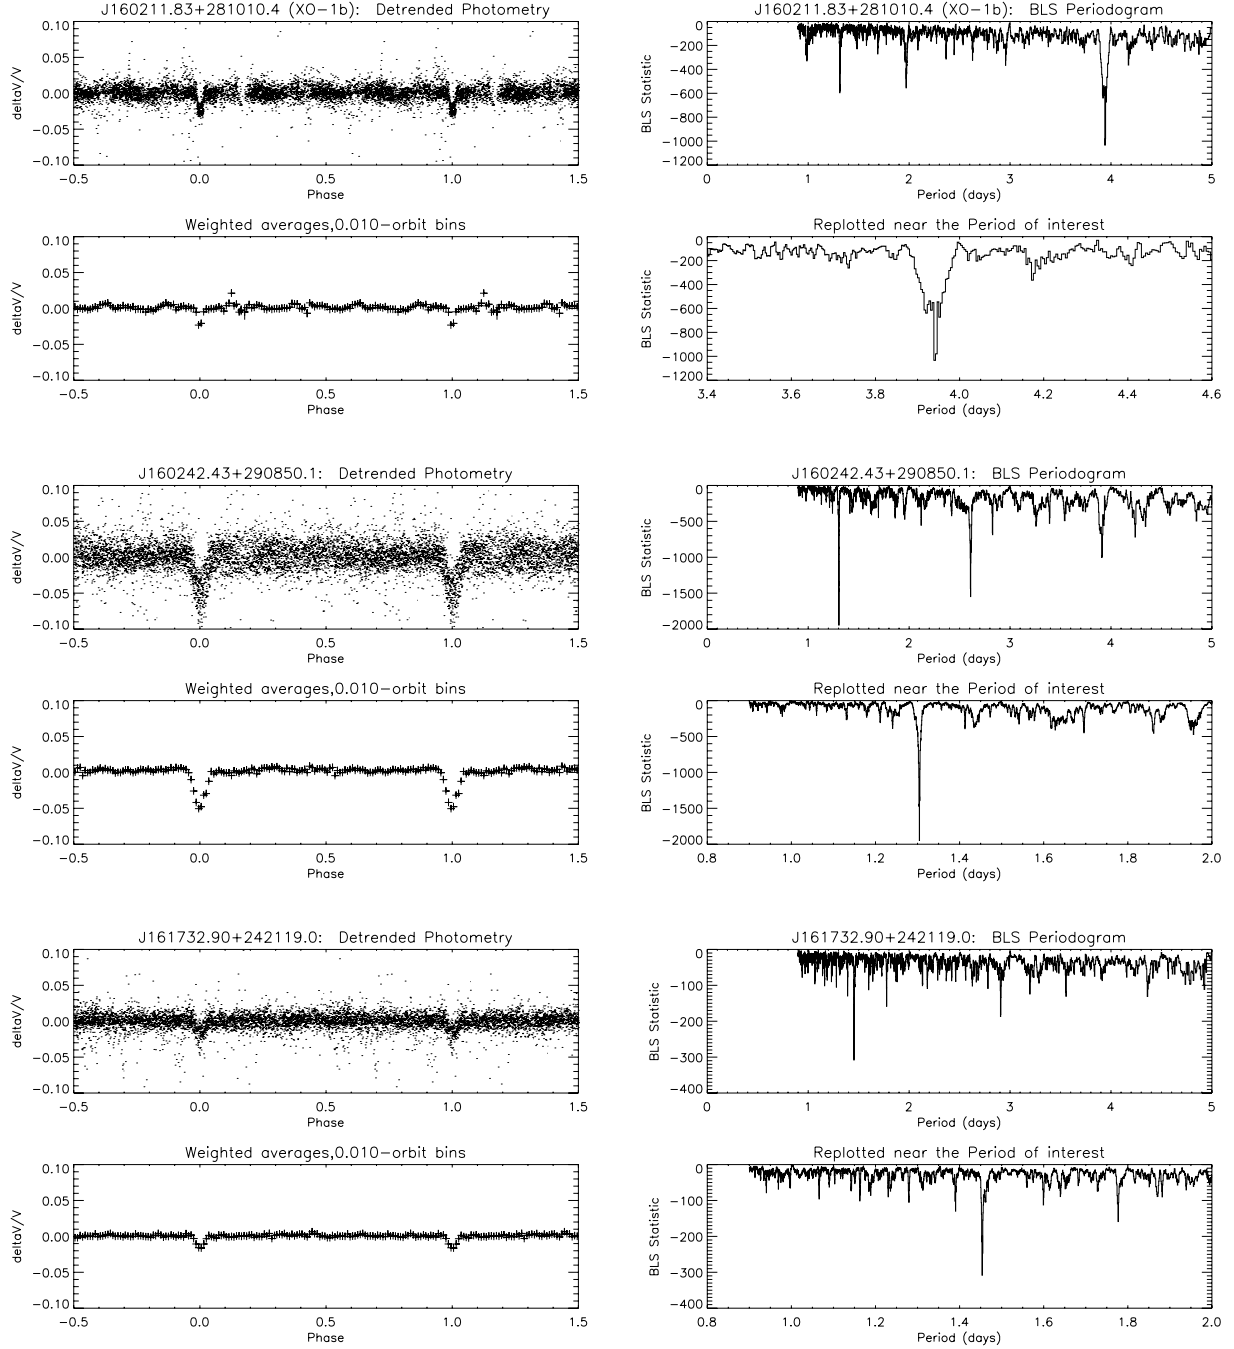 J160211.83+281010.4 (XO−1b): Detrended Photometry
0.10
0.05
0.00
−0.05
−0.10
deltaV/V
−0.5 0.0 0.5 1.0 1.5
Phase
J160211.83+281010.4 (XO−1b): BLS Periodogram
0
−200
−400
−600
−800
−1000
−1200
BLS Statistic
0 1 2 3 4 5
Period (days)
Weighted averages,0.010−orbit bins
0.10
0.05
0.00
−0.05
−0.10
deltaV/V
−0.5 0.0 0.5 1.0 1.5
Phase
Replotted near the Period of interest
0
−200
−400
−600
−800
−1000
−1200
BLS Statistic
3.4 3.6 3.8 4.0 4.2 4.4 4.6
Period (days)
J160242.43+290850.1: Detrended Photometry
0.10
0.05
0.00
−0.05
−0.10
deltaV/V
−0.5 0.0 0.5 1.0 1.5
Phase
J160242.43+290850.1: BLS Periodogram
0
−500
−1000
−1500
−2000
BLS Statistic
0 1 2 3 4 5
Period (days)
Weighted averages,0.010−orbit bins
0.10
0.05
0.00
−0.05
−0.10
deltaV/V
−0.5 0.0 0.5 1.0 1.5
Phase
Replotted near the Period of interest
0
−500
−1000
−1500
−2000
BLS Statistic
0.8 1.0 1.2 1.4 1.6 1.8 2.0
Period (days)
J161732.90+242119.0: Detrended Photometry
0.10
0.05
0.00
−0.05
−0.10
deltaV/V
−0.5 0.0 0.5 1.0 1.5
Phase
J161732.90+242119.0: BLS Periodogram
0
−100
−200
−300
−400
BLS Statistic
0 1 2 3 4 5
Period (days)
Weighted averages,0.010−orbit bins
0.10
0.05
0.00
−0.05
−0.10
deltaV/V
−0.5 0.0 0.5 1.0 1.5
Phase
Replotted near the Period of interest
0
−100
−200
−300
−400
BLS Statistic
0.8 1.0 1.2 1.4 1.6 1.8 2.0
Period (days)